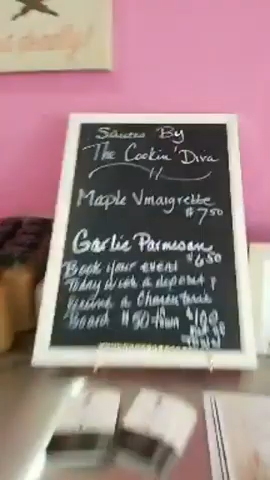 Sauces By
The Cookin' Diva
Maple Vinaigrette
$7.50
Garlic Parmesan
$6.50
Book your event
Today with a deposit &
Receive a Charcuterie
Board $100